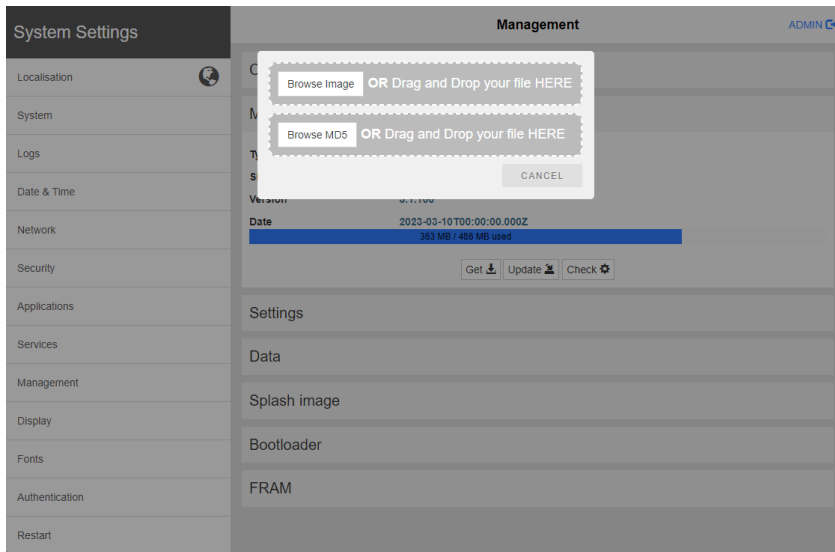 System Settings
Management
ADMIN
Localisation
System
Logs
Date & Time
Network
Security
Applications
Services
Management
Display
Fonts
Authentication
Restart
Browse Image OR Drag and Drop your file HERE
Browse MD5 OR Drag and Drop your file HERE
CANCEL
Version
Date 2023-03-10T00:00:00.000Z
363 MB / 486 MB used
Get Update Check
Settings
Data
Splash image
Bootloader
FRAM